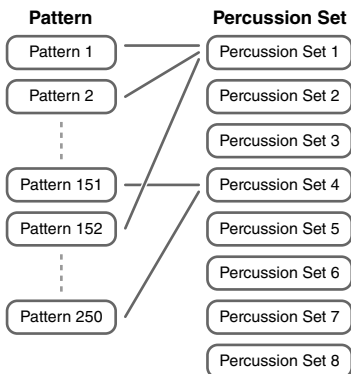 Pattern
Percussion Set
Pattern 1
Percussion Set 1
Pattern 2
Percussion Set 2
Percussion Set 3
Pattern 151
Percussion Set 4
Pattern 152
Percussion Set 5
Percussion Set 6
Pattern 250
Percussion Set 7
Percussion Set 8